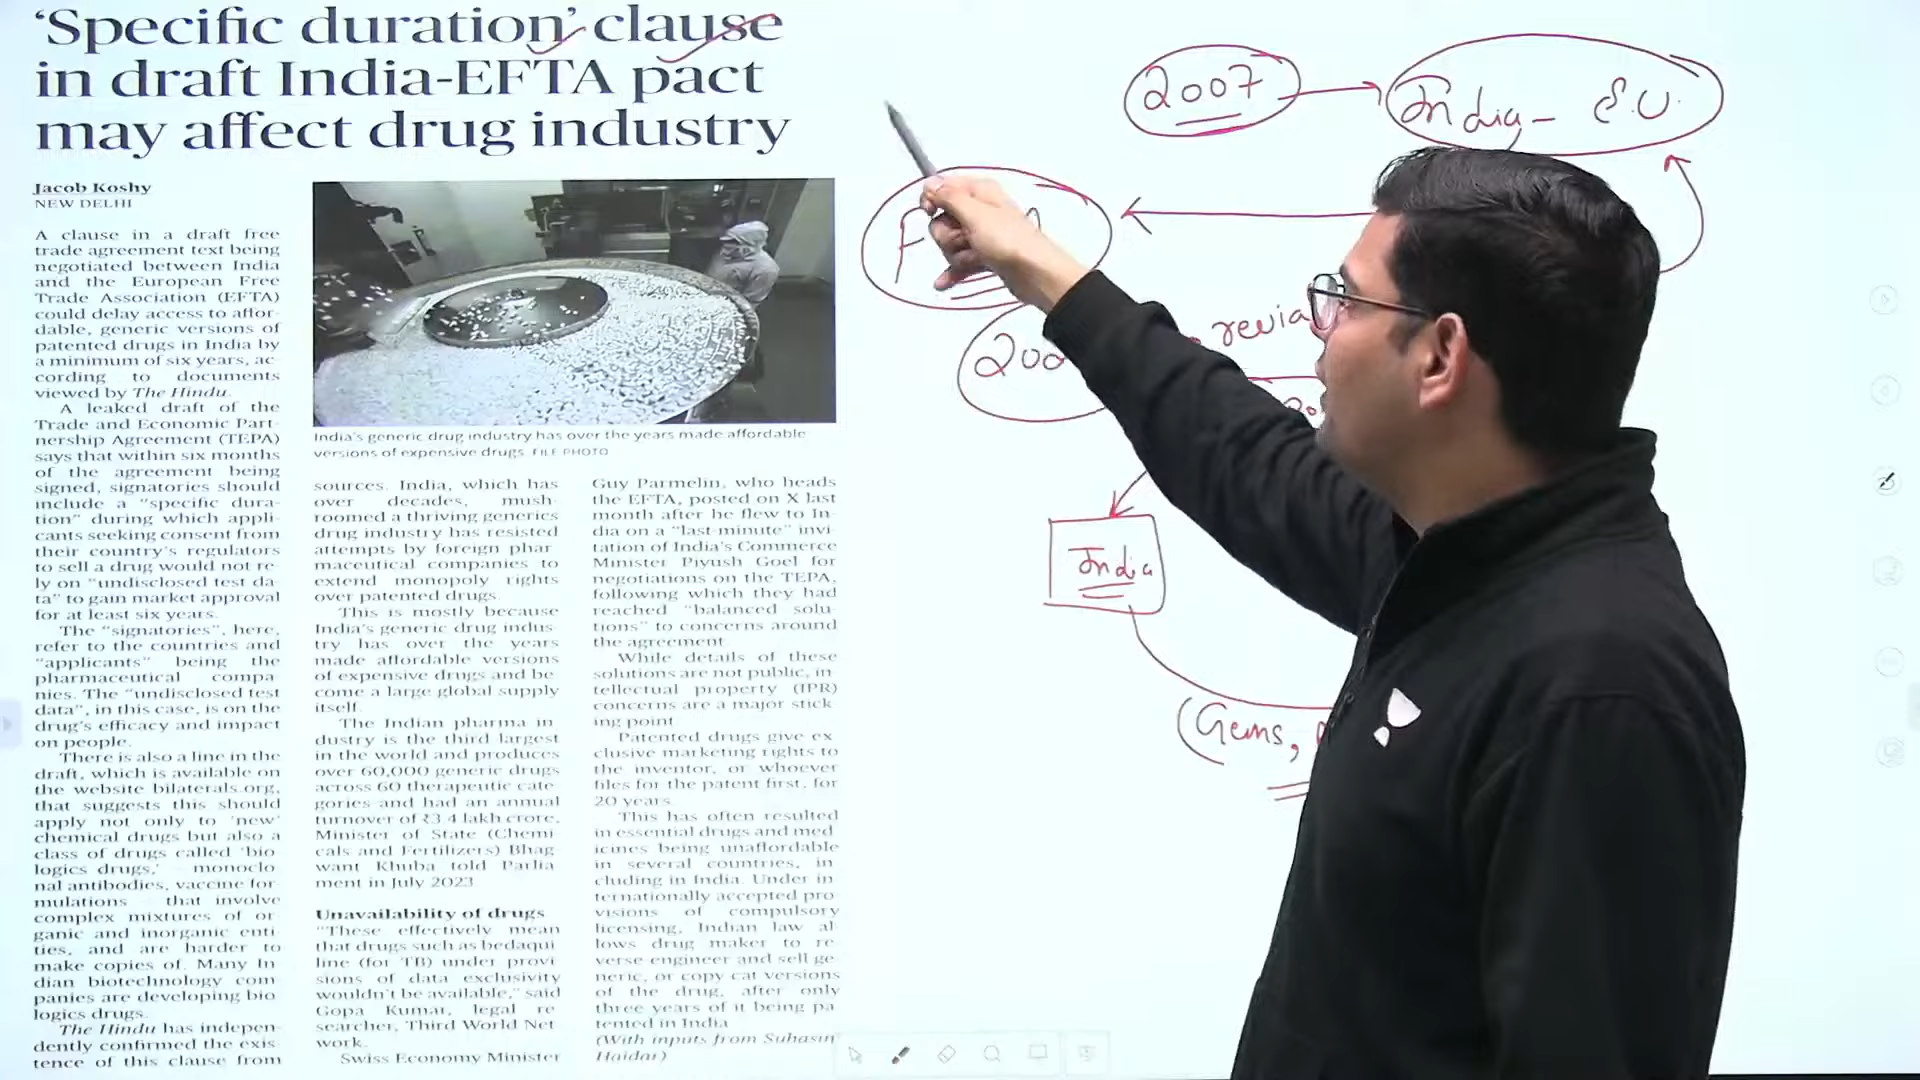 ‘Specific duration’ clause
in draft India-EFTA pact
may affect drug industry
Jacob Koshy
NEW DELHI
A clause in a draft free
trade agreement text being
negotiated between India
and the European Free
Trade Association (EFTA)
could delay access to affor-
dable, generic versions of
patented drugs in India by
a minimum of six years, ac-
cording to documents
viewed by The Hindu.
A leaked draft of the
Trade and Economic Part-
nership Agreement (TEPA)
says that within six months
of the agreement being
signed, signatories should
include a “specific dura-
tion” during which appli-
cants seeking consent from
their country’s regulators
to sell a drug would not re-
ly on “undisclosed test da-
ta” to gain market approval
for at least six years.
The “signatories”, here,
refer to the countries and
“applicants” being the
pharmaceutical compa-
nies. The “undisclosed test
data”, in this case, is on the
drug’s efficacy and impact
on people.
There is also a line in the
draft, which is available on
the website bilaterals.org,
that suggests this should
apply not only to ‘new’
chemical drugs but also a
class of drugs called ‘bio
logics drugs,’ monoclo
nal antibodies, vaccine for
mulations that involve
complex mixtures of or
ganic and inorganic enti
ties, and are harder to
make copies of. Many In
dian biotechnology com
panies are developing bio
logics drugs.
The Hindu has indepen-
dently confirmed the exis-
tence of this clause from
India’s generic drug industry has over the years made affordable
versions of expensive drugs FILE PHOTO
sources. India, which has
over decades, mush-
roomed a thriving generics
drug industry has resisted
attempts by foreign phar
maceutical companies to
extend monopoly rights
over patented drugs.
This is mostly because
India’s generic drug indus-
try has over the years
made affordable versions
of expensive drugs and be
come a large global supply
itself.
The Indian pharma in
dustry is the third largest
in the world and produces
over 60,000 generic drugs
across 60 therapeutic cate
gories and had an annual
turnover of ₹3 4 lakh crore,
Minister of State (Chemi
cals and Fertilizers) Bhag
want Khuba told Parlia
ment in July 2023
Unavailability of drugs
“These effectively mean
that drugs such as bedaqui
line (for TB) under provi
sions of data exclusivity
wouldn’t be available,” said
Gopa Kumar, legal re
searcher, Third World Net
work.
Swiss Economy Minister
Guy Parmelin, who heads
the EFTA, posted on X last
month after he flew to In-
dia on a “last-minute” invi
tation of India’s Commerce
Minister Piyush Goel for
negotiations on the TEPA,
following which they had
reached “balanced solu
tions” to concerns around
the agreement
While details of these
solutions are not public, in
tellectual property (IPR)
concerns are a major stick
ing point
Patented drugs give ex
clusive marketing rights to
the inventor, or whoever
files for the patent first, for
20 years
This has often resulted
in essential drugs and med
icines being unaffordable
in several countries, in
cluding in India. Under in
ternationally accepted pro
visions of compulsory
licensing, Indian law al
lows drug maker to re
verse-engineer and sell ge
neric, or copy cat versions
of the drug, after only
three years of it being pa
tented in India
(With inputs from Suhasin
Haidar)
2007
India - E.U.
India
(Gems,